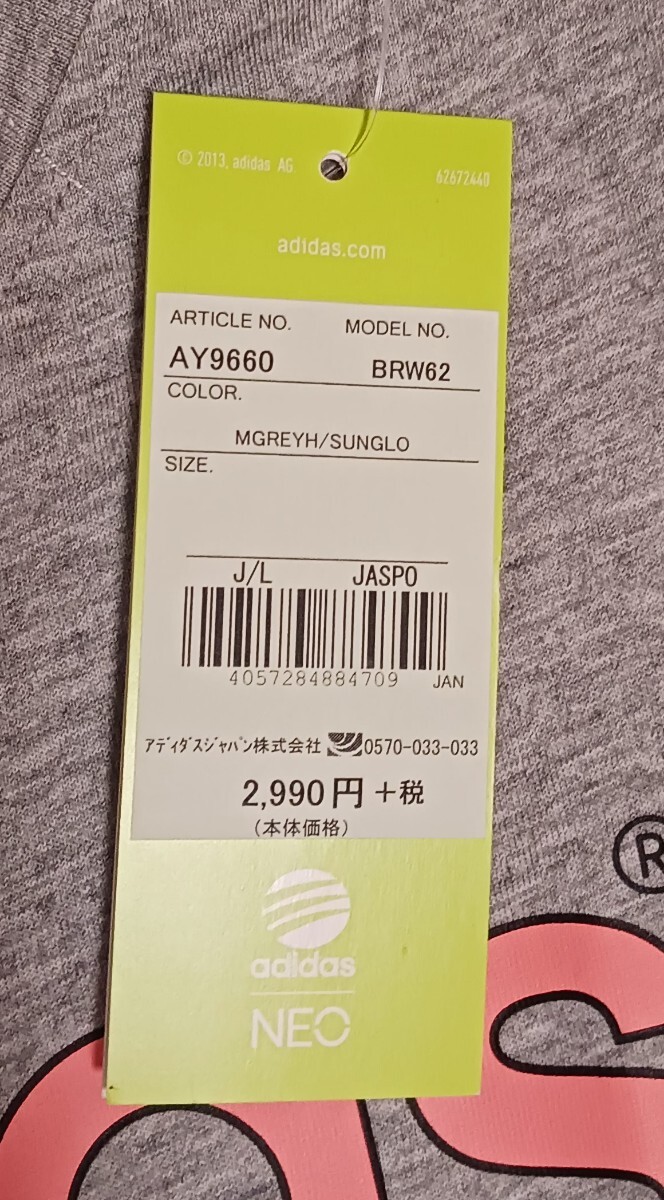 © 2013, adidas AG
62672440
adidas.com
ARTICLE NO. MODEL NO.
AY9660 BRW62
COLOR.
MGREYH/SUNGLO
SIZE.
J/L JASPO
4057284884709 JAN
ｱﾃﾞｨﾀﾞｽｼﾞｬﾊﾟﾝ株式会社 0570-033-033
2,990円 +税
(本体価格)
adidas
NEO
®